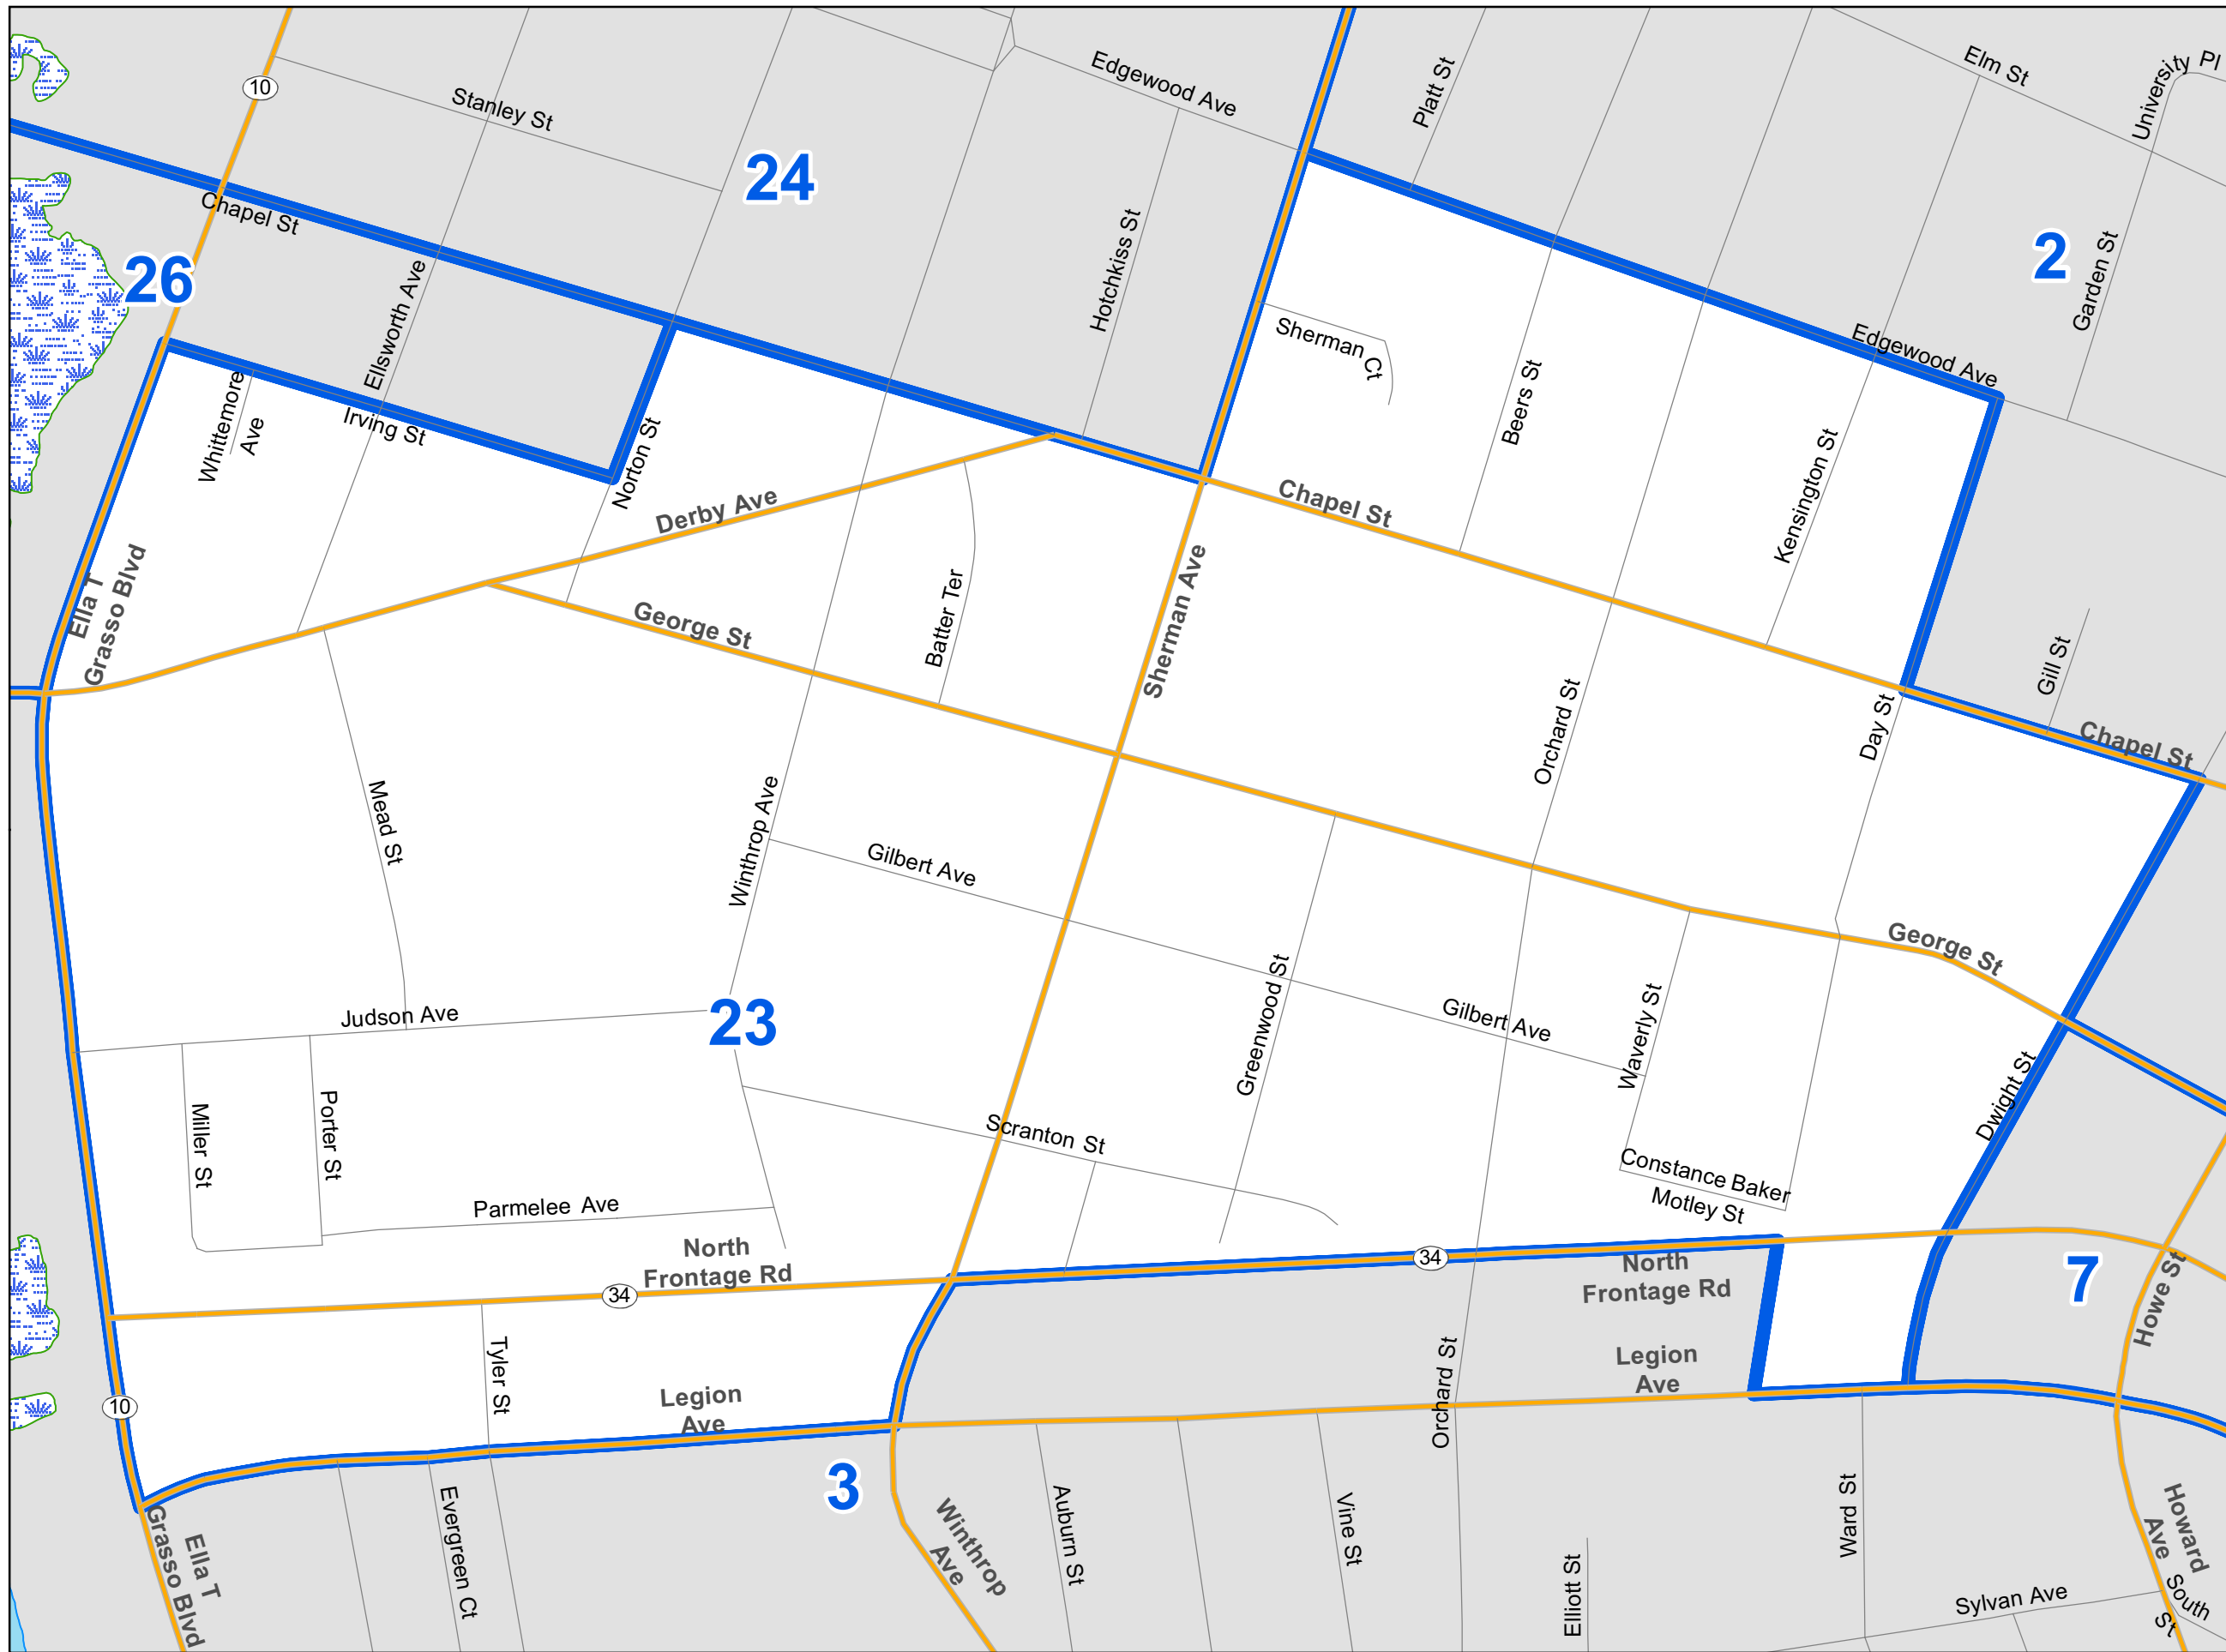 Edgewood Ave
Platt St
Elm St
University Pl
10
Stanley St
24
Chapel St
Hotchkiss St
2
Garden St
26
Ellsworth Ave
Sherman Ct
Edgewood Ave
Beers St
Whittemore
Ave
Irving St
Norton St
Kensington St
Derby Ave
Chapel St
Ella T
Grasso Blvd
George St
Batter Ter
Sherman Ave
Orchard St
Gill St
Day St
Chapel St
Mead St
Winthrop Ave
Gilbert Ave
George St
Greenwood St
Judson Ave
23
Gilbert Ave
Waverly St
Dwight St
Miller St
Porter St
Scranton St
Constance Baker
Motley St
Parmelee Ave
North
Frontage Rd
34
34
North
Frontage Rd
7
Howe St
Tyler St
Legion
Ave
Orchard St
Legion
Ave
10
3
Evergreen Ct
Ella T
Grasso Blvd
Winthrop
Ave
Auburn St
Vine St
Elliott St
Ward St
Howard
Ave
Sylvan Ave
South
St